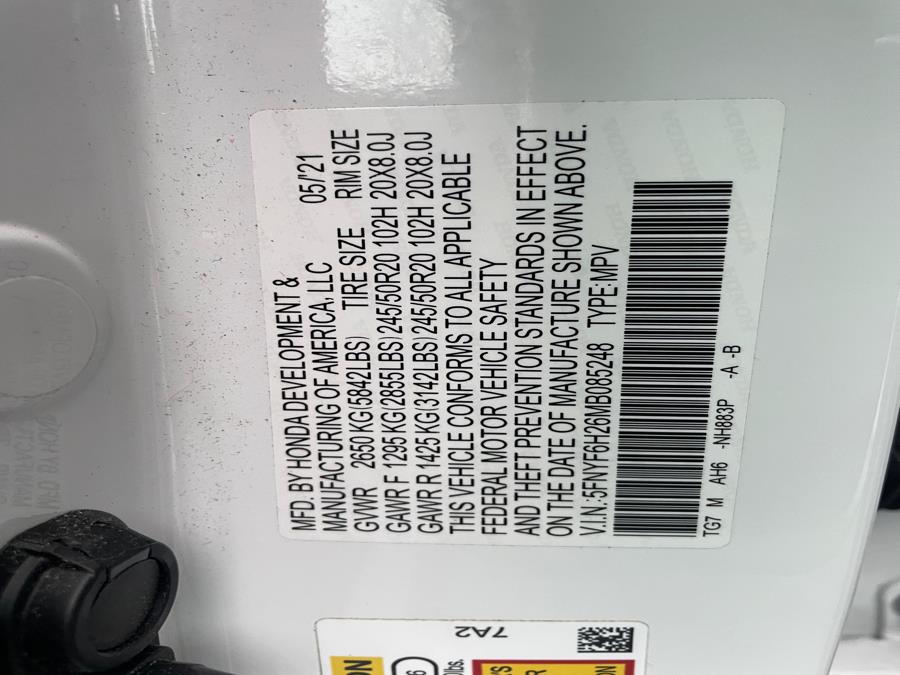 MFD. BY HONDA DEVELOPMENT & 05/'21
MANUFACTURING OF AMERICA, LLC
GVWR 2650 KG(5842LBS) TIRE SIZE RIM SIZE
GAWR F 1295 KG(2855LBS)245/50R20 102H 20X8.0J
GAWR R 1425 KG(3142LBS)245/50R20 102H 20X8.0J
THIS VEHICLE CONFORMS TO ALL APPLICABLE
FEDERAL MOTOR VEHICLE SAFETY
AND THEFT PREVENTION STANDARDS IN EFFECT
ON THE DATE OF MANUFACTURE SHOWN ABOVE.
V.I.N.:5FNYF6H26MB085248 TYPE:MPV
TG7 M AH6 -NH883P -A -B
7A2